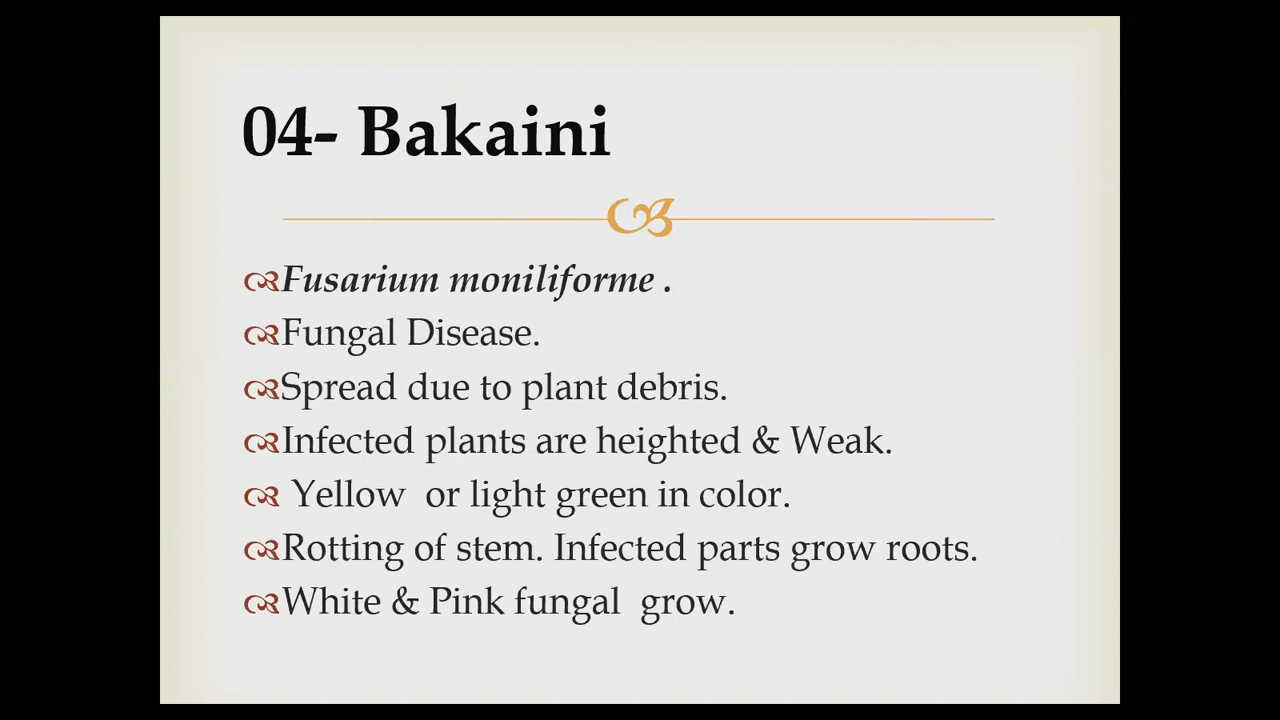 04- Bakaini
Fusarium moniliforme .
Fungal Disease.
Spread due to plant debris.
Infected plants are heighted & Weak.
Yellow or light green in color.
Rotting of stem. Infected parts grow roots.
White & Pink fungal grow.